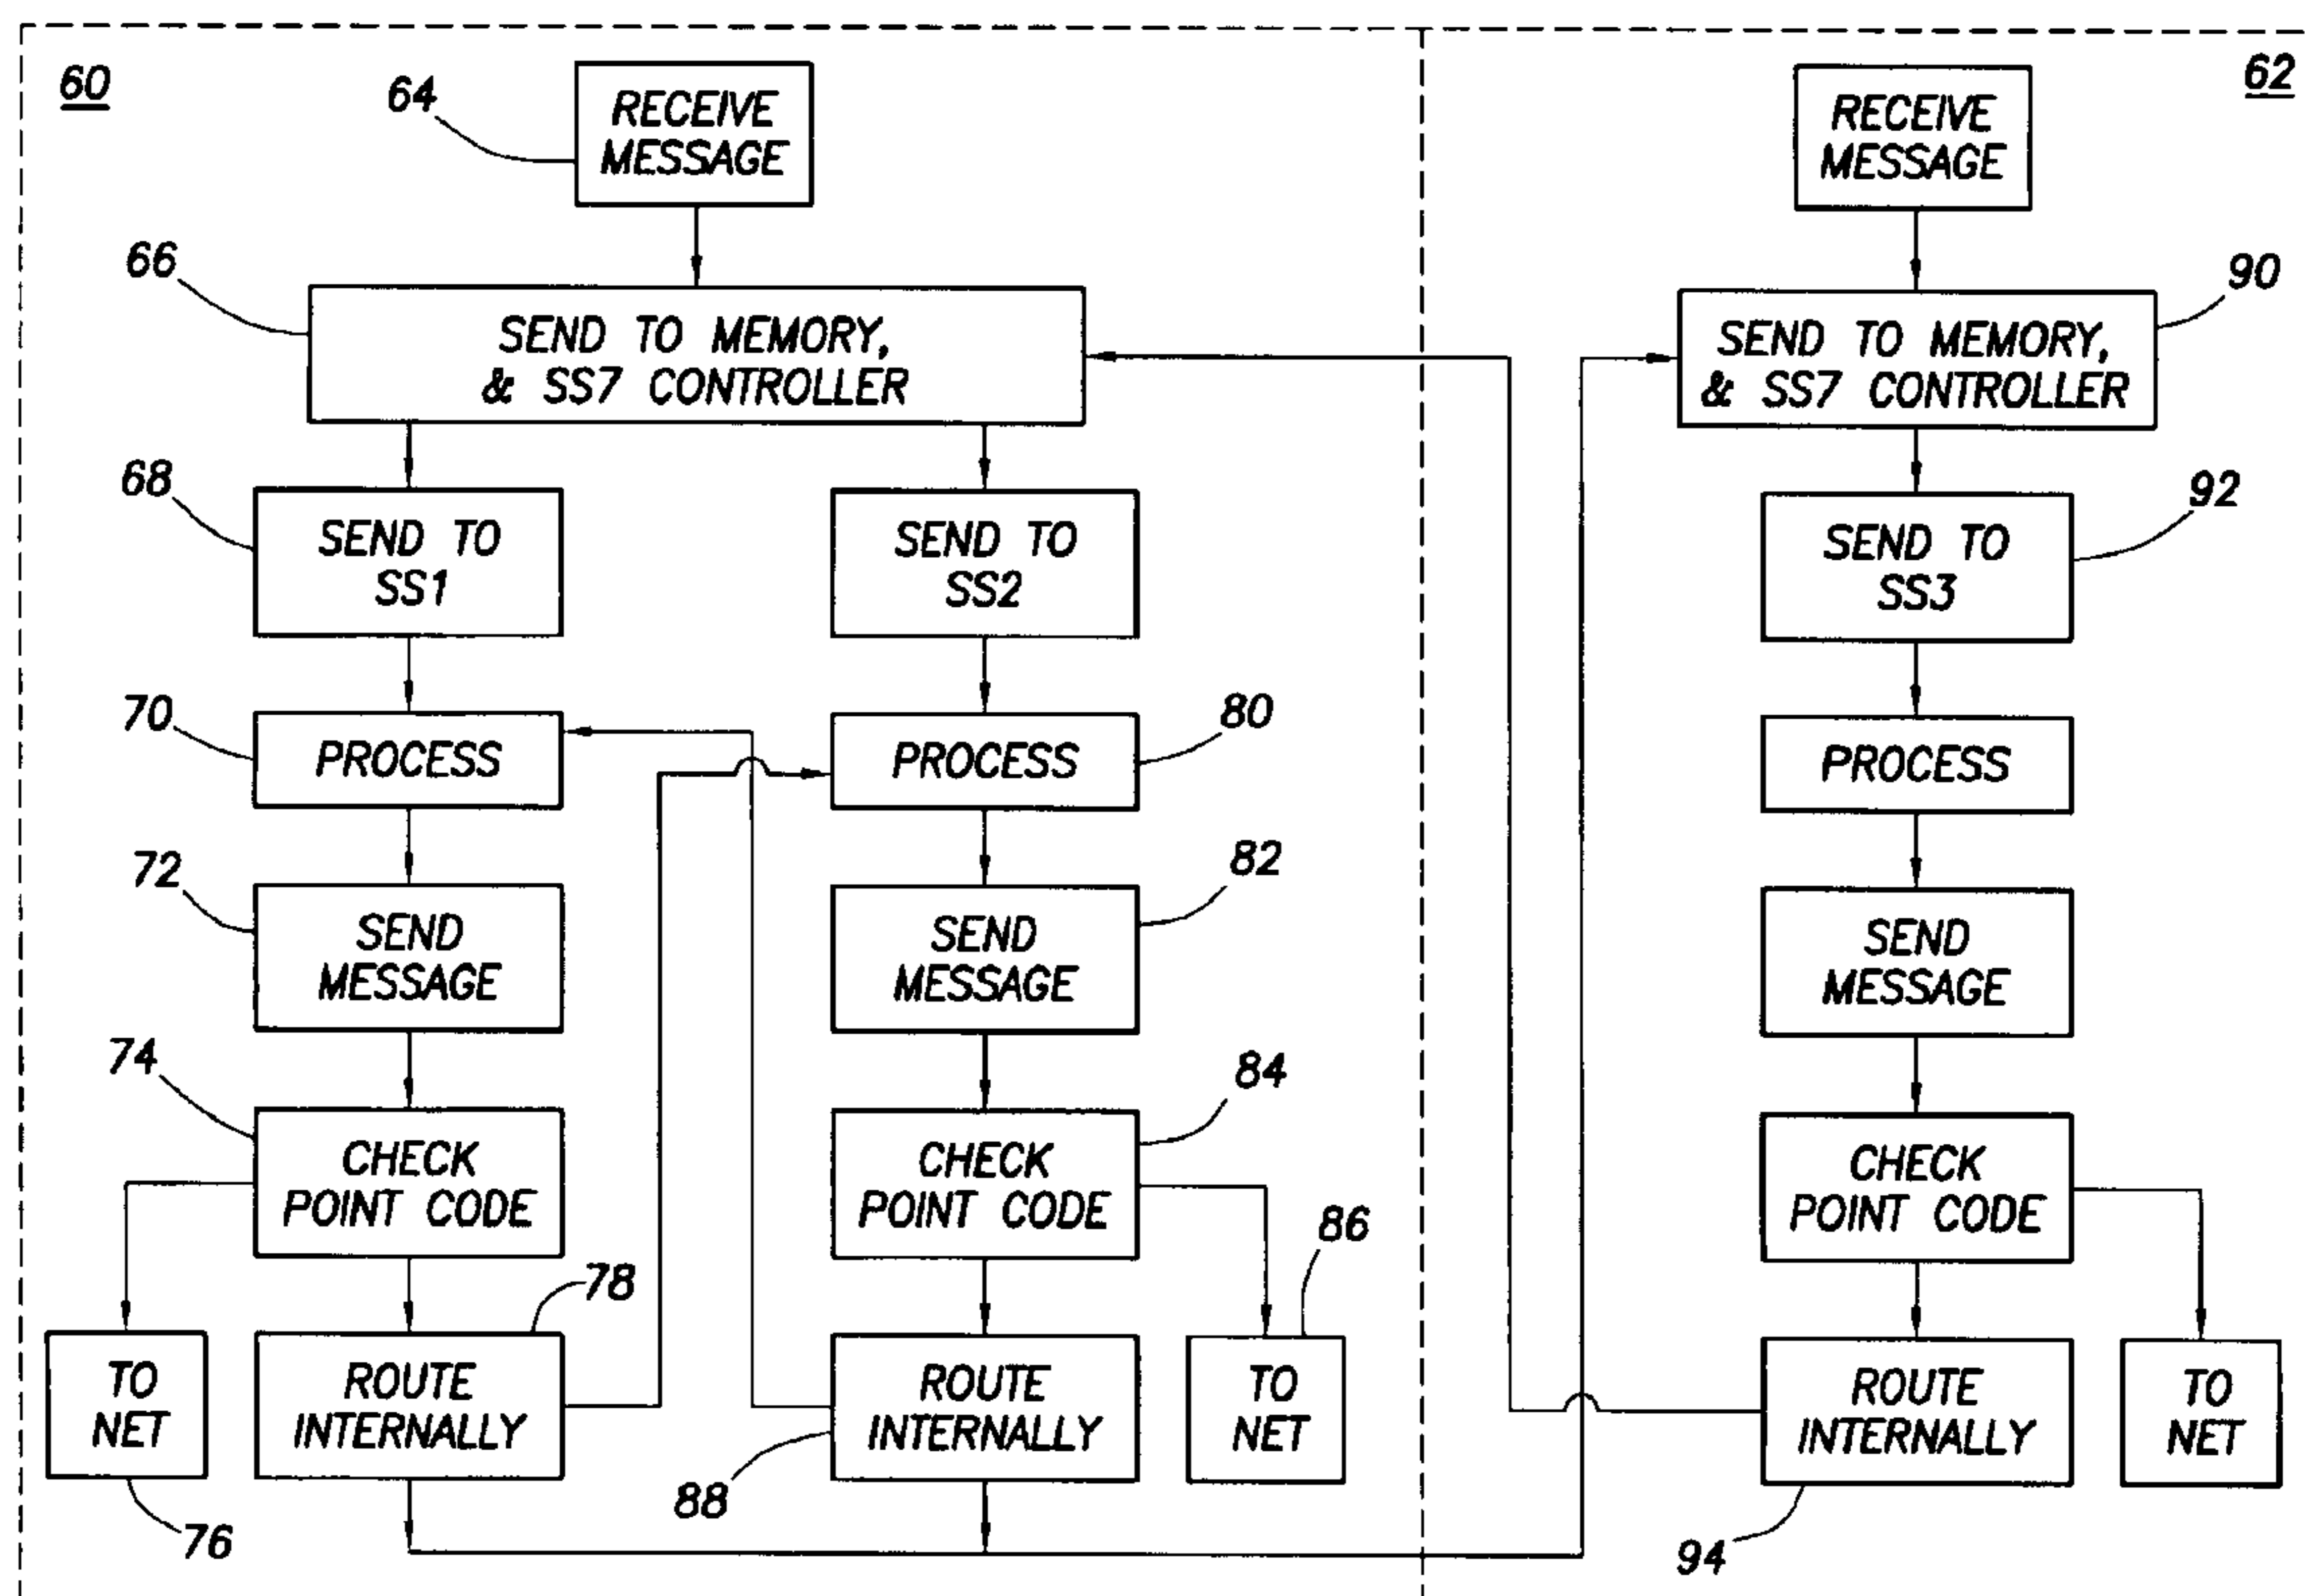 60
64
RECEIVE
MESSAGE
62
RECEIVE
MESSAGE
66
SEND TO MEMORY,
& SS7 CONTROLLER
90
SEND TO MEMORY,
& SS7 CONTROLLER
68
SEND TO
SS1
SEND TO
SS2
92
SEND TO
SS3
70
PROCESS
80
PROCESS
PROCESS
72
SEND
MESSAGE
82
SEND
MESSAGE
SEND
MESSAGE
74
CHECK
POINT CODE
84
CHECK
POINT CODE
CHECK
POINT CODE
86
78
TO
NET
ROUTE
INTERNALLY
ROUTE
INTERNALLY
TO
NET
ROUTE
INTERNALLY
TO
NET
76
88
94